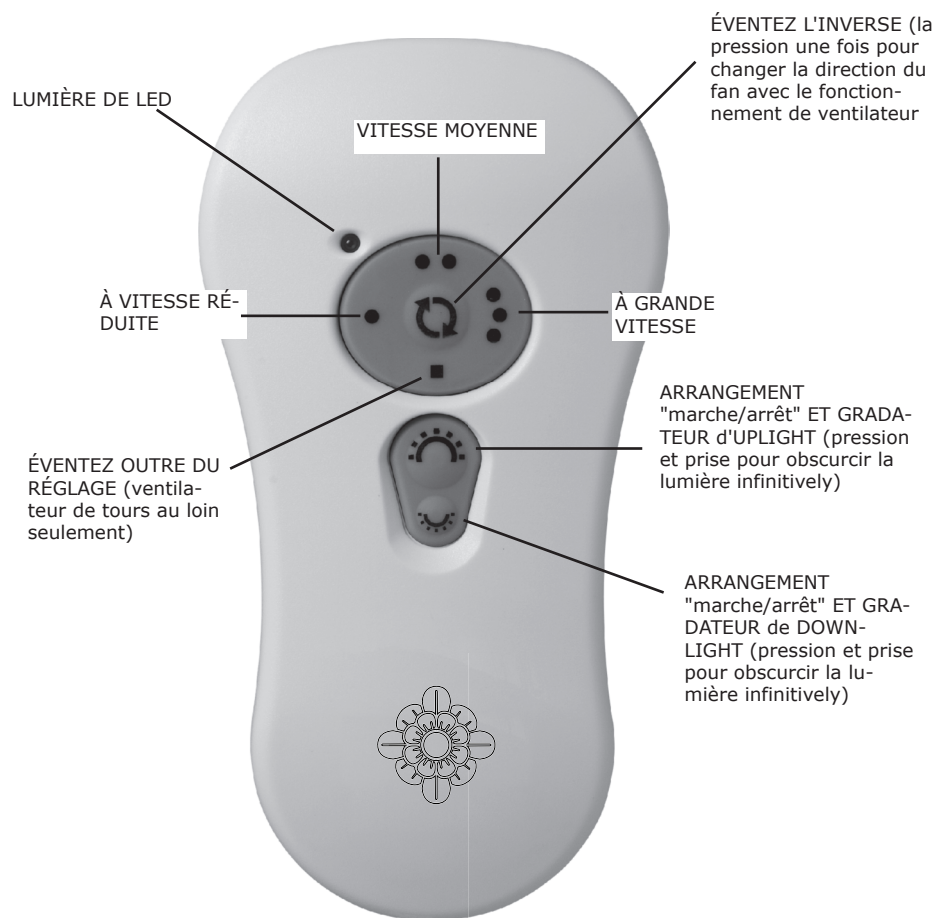 ÉVENTEZ L'INVERSE (la
pression une fois pour
changer la direction du
fan avec le fonction-
nement de ventilateur
LUMIÈRE DE LED
VITESSE MOYENNE
À VITESSE RÉ-
DUITE
À GRANDE
VITESSE
ARRANGEMENT
"marche/arrêt" ET GRADA-
TEUR d'UPLIGHT (pression
et prise pour obscurcir la
lumière infinitively)
ÉVENTEZ OUTRE DU
RÉGLAGE (ventila-
teur de tours au loin
seulement)
ARRANGEMENT
"marche/arrêt" ET GRA-
DATEUR de DOWN-
LIGHT (pression et prise
pour obscurcir la lu-
mière infinitively)